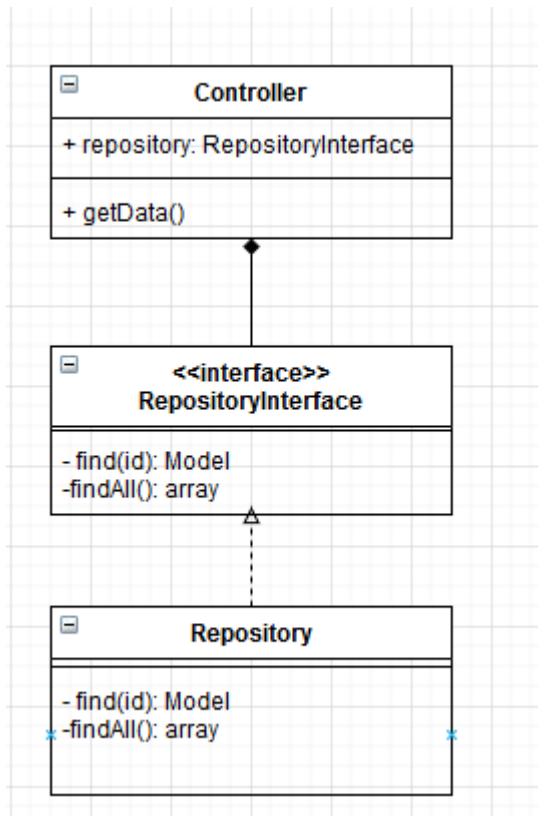 Controller
+ repository: RepositoryInterface
+ getData()
<<interface>>
RepositoryInterface
- find(id): Model
-findAll(): array
Repository
- find(id): Model
-findAll(): array